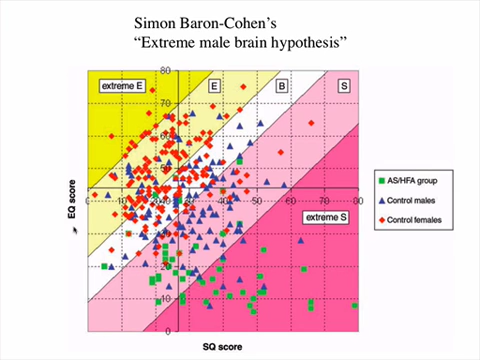 Simon Baron-Cohen's
"Extreme male brain hypothesis"
80
extreme E
E
B
S
70
60
50
EQ score
0
10
20
30
40
50
60
70
80
extreme S
30
20
10
0
SQ score
AS/HFA group
Control males
Control females